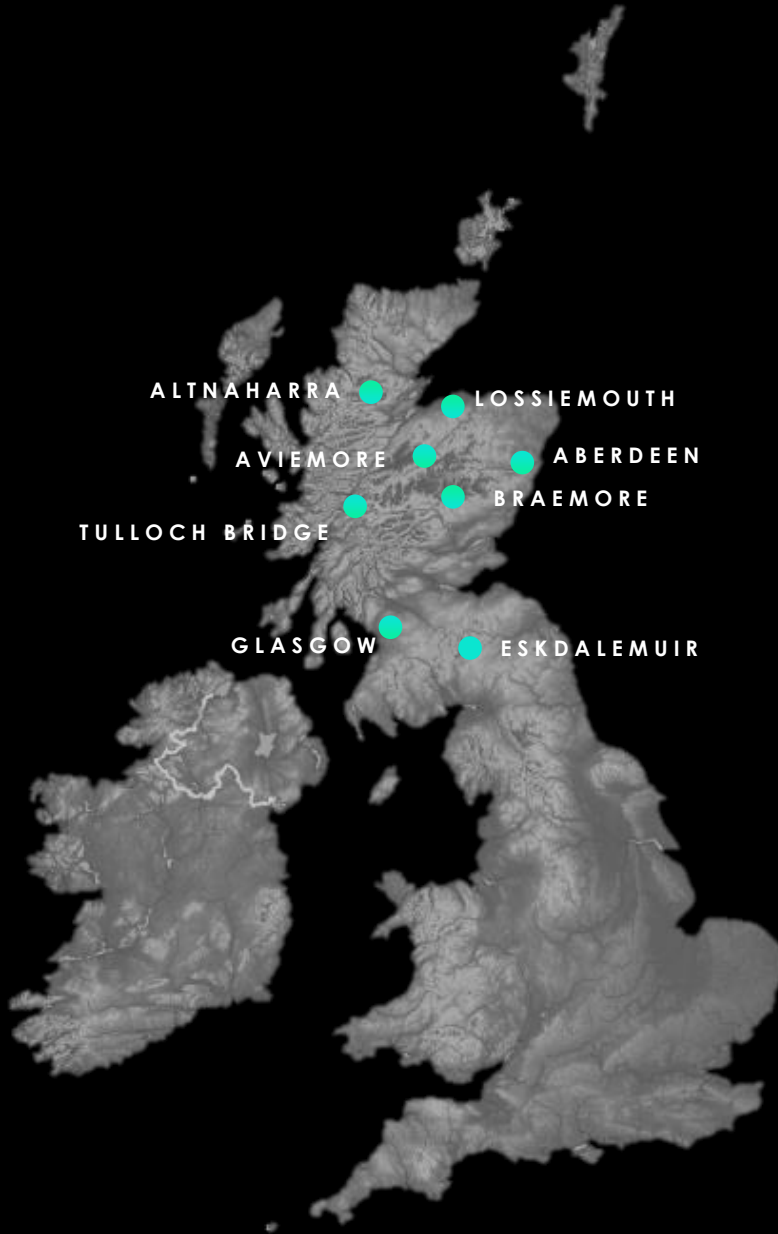 ALTNAHARRA
LOSSIEMOUTH
AVIEMORE
ABERDEEN
BRAEMORE
TULLOCH BRIDGE
GLASGOW
ESKDALEMUIR